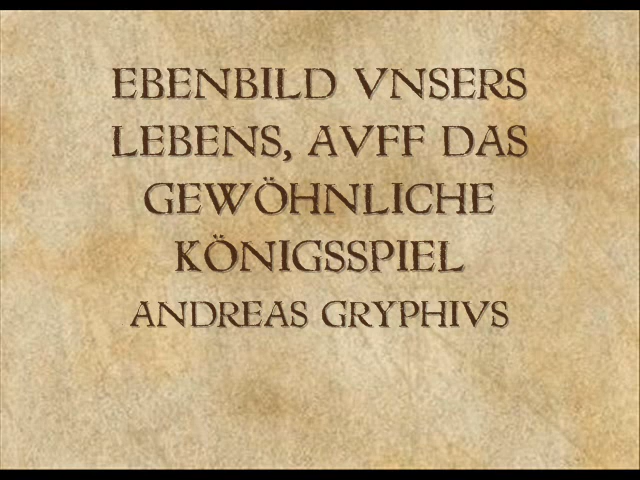 EBENBILD VNSERS
LEBENS, AVFF DAS
GEWÖHNLICHE
KÖNIGSSPIEL
ANDREAS GRYPHIVS